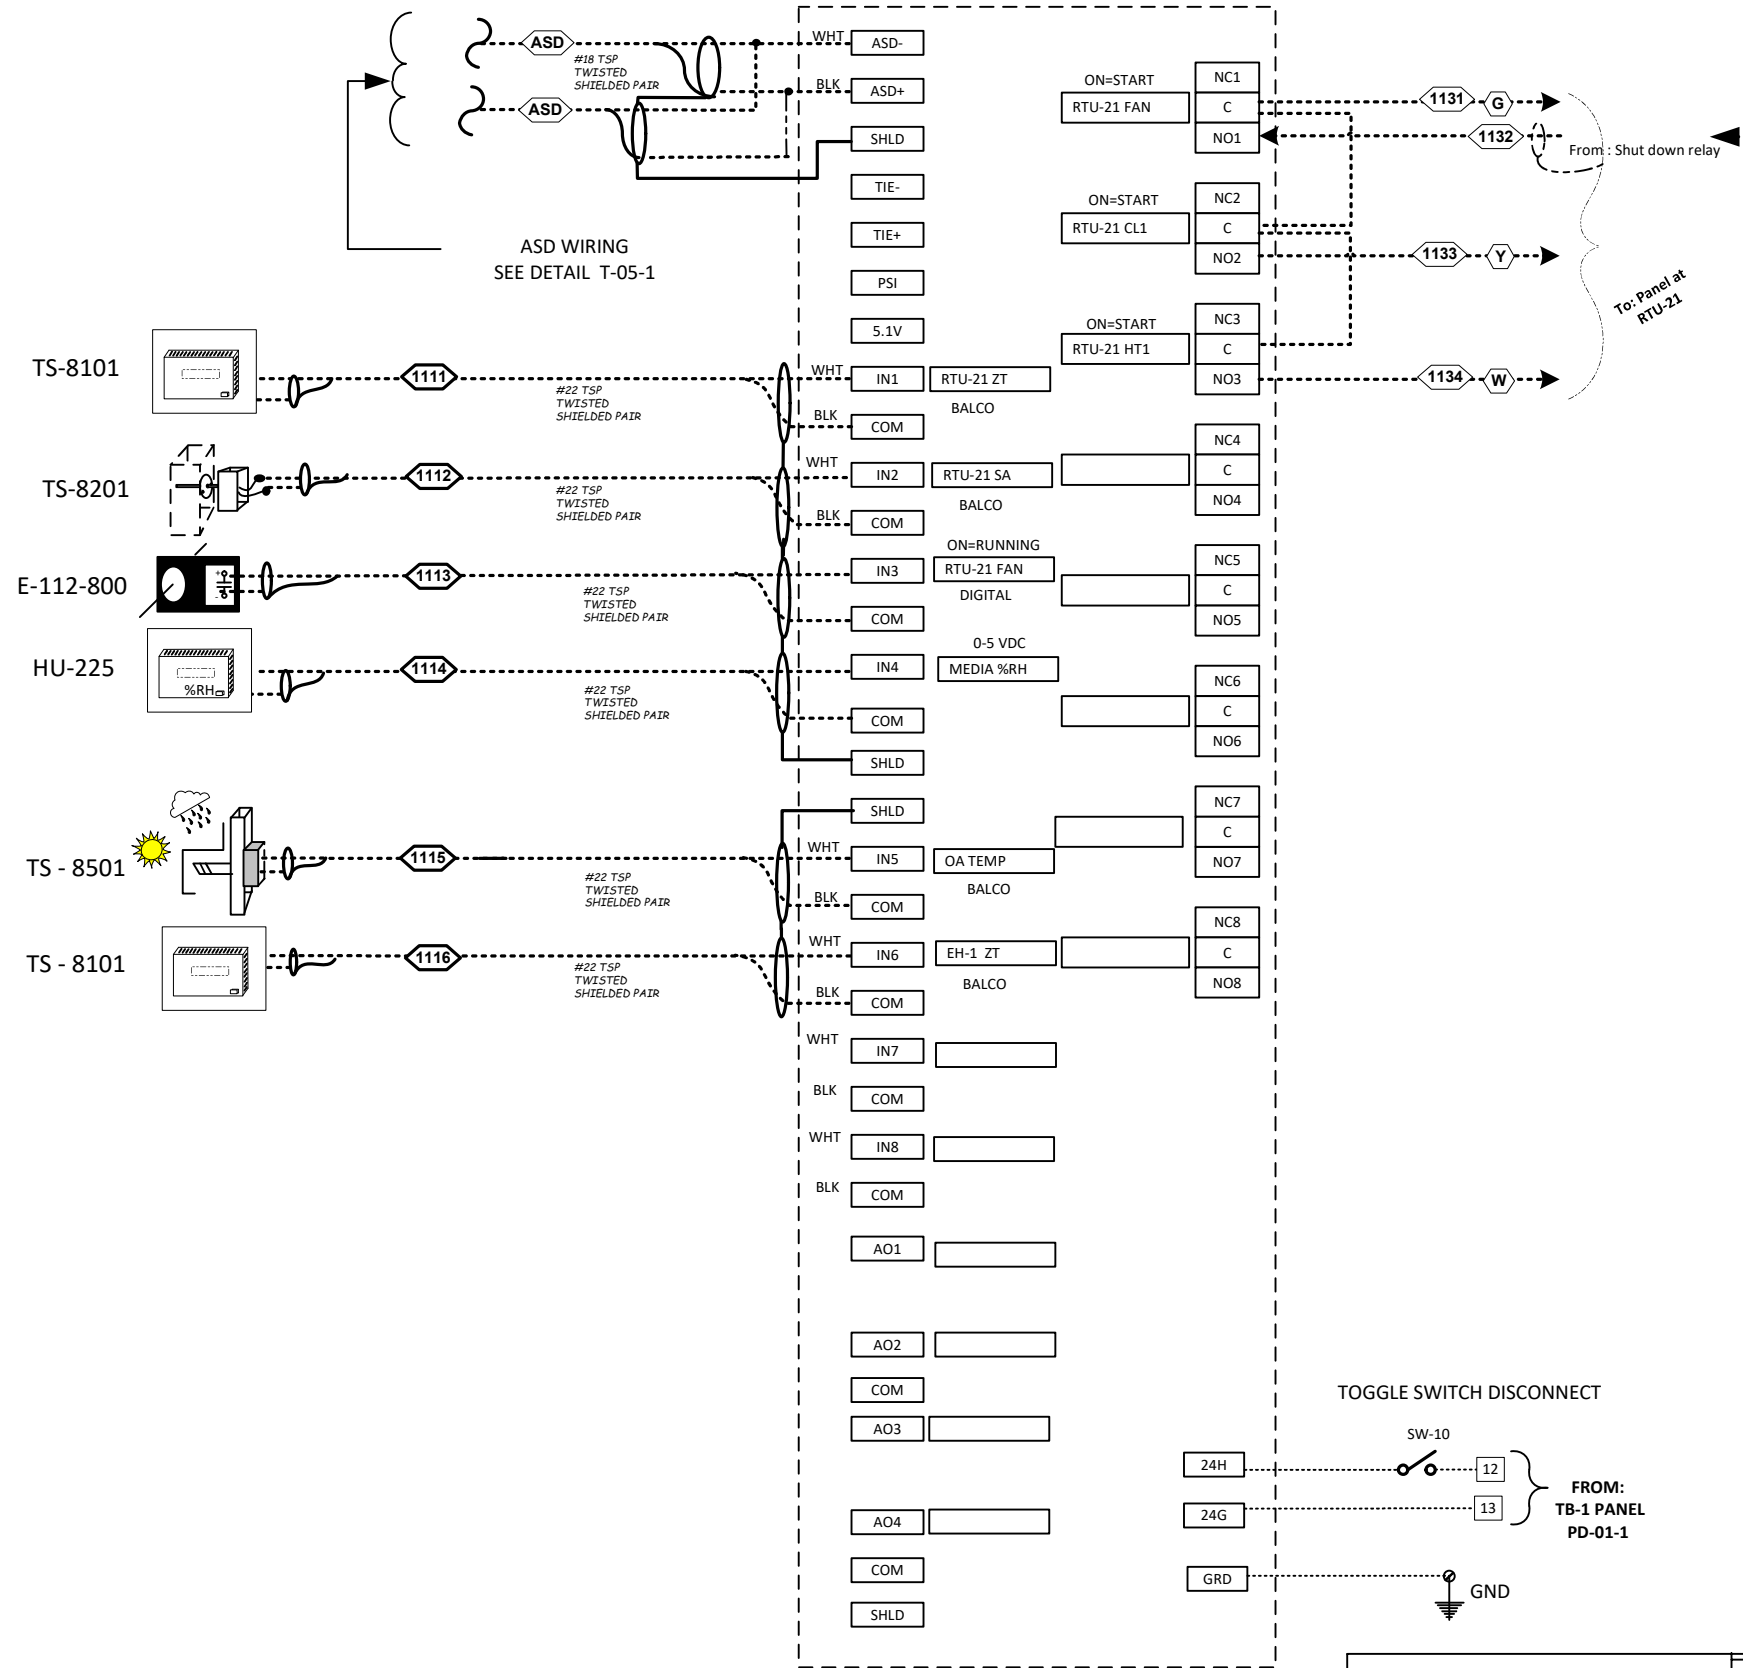 WHT
ASD-
ASD
#18 TSP
TWISTED
SHIELDED PAIR
BLK
ASD+
ASD
SHLD
TIE-
TIE+
PSI
5.1V
ASD WIRING
SEE DETAIL T-05-1
ON=START
RTU-21 FAN
NC1
C
NO1
1131
G
1132
From : Shut down relay
ON=START
RTU-21 CL1
NC2
C
NO2
1133
Y
To: Panel at
RTU-21
ON=START
RTU-21 HT1
NC3
C
NO3
1134
W
TS-8101
1111
#22 TSP
TWISTED
SHIELDED PAIR
WHT
IN1
RTU-21 ZT
BALCO
BLK
COM
TS-8201
1112
#22 TSP
TWISTED
SHIELDED PAIR
WHT
IN2
RTU-21 SA
BALCO
BLK
COM
NC4
C
NO4
E-112-800
+
-
1113
#22 TSP
TWISTED
SHIELDED PAIR
ON=RUNNING
IN3
RTU-21 FAN
DIGITAL
COM
NC5
C
NO5
HU-225
%RH
1114
#22 TSP
TWISTED
SHIELDED PAIR
0-5 VDC
IN4
MEDIA %RH
COM
SHLD
NC6
C
NO6
SHLD
NC7
C
NO7
TS - 8501
1115
#22 TSP
TWISTED
SHIELDED PAIR
WHT
IN5
OA TEMP
BALCO
BLK
COM
TS - 8101
1116
#22 TSP
TWISTED
SHIELDED PAIR
WHT
IN6
EH-1 ZT
BALCO
BLK
COM
NC8
C
NO8
WHT
IN7
BLK
COM
WHT
IN8
BLK
COM
AO1
AO2
COM
AO3
AO4
COM
SHLD
TOGGLE SWITCH DISCONNECT
SW-10
24H
12
24G
13
FROM:
TB-1 PANEL
PD-01-1
GRD
GND